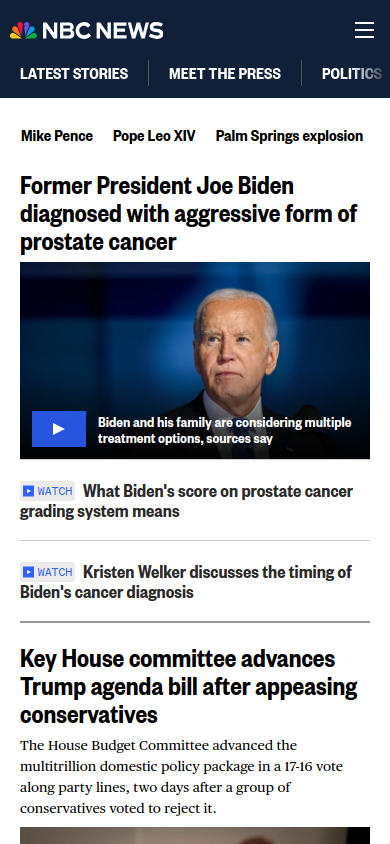 NBC NEWS
LATEST STORIES
MEET THE PRESS
POLITICS
Mike Pence
Pope Leo XIV
Palm Springs explosion
Former President Joe Biden
diagnosed with aggressive form of
prostate cancer
Biden and his family are considering multiple
treatment options, sources say
WATCH What Biden's score on prostate cancer
grading system means
WATCH Kristen Welker discusses the timing of
Biden's cancer diagnosis
Key House committee advances
Trump agenda bill after appeasing
conservatives
The House Budget Committee advanced the
multitrillion domestic policy package in a 17-16 vote
along party lines, two days after a group of
conservatives voted to reject it.